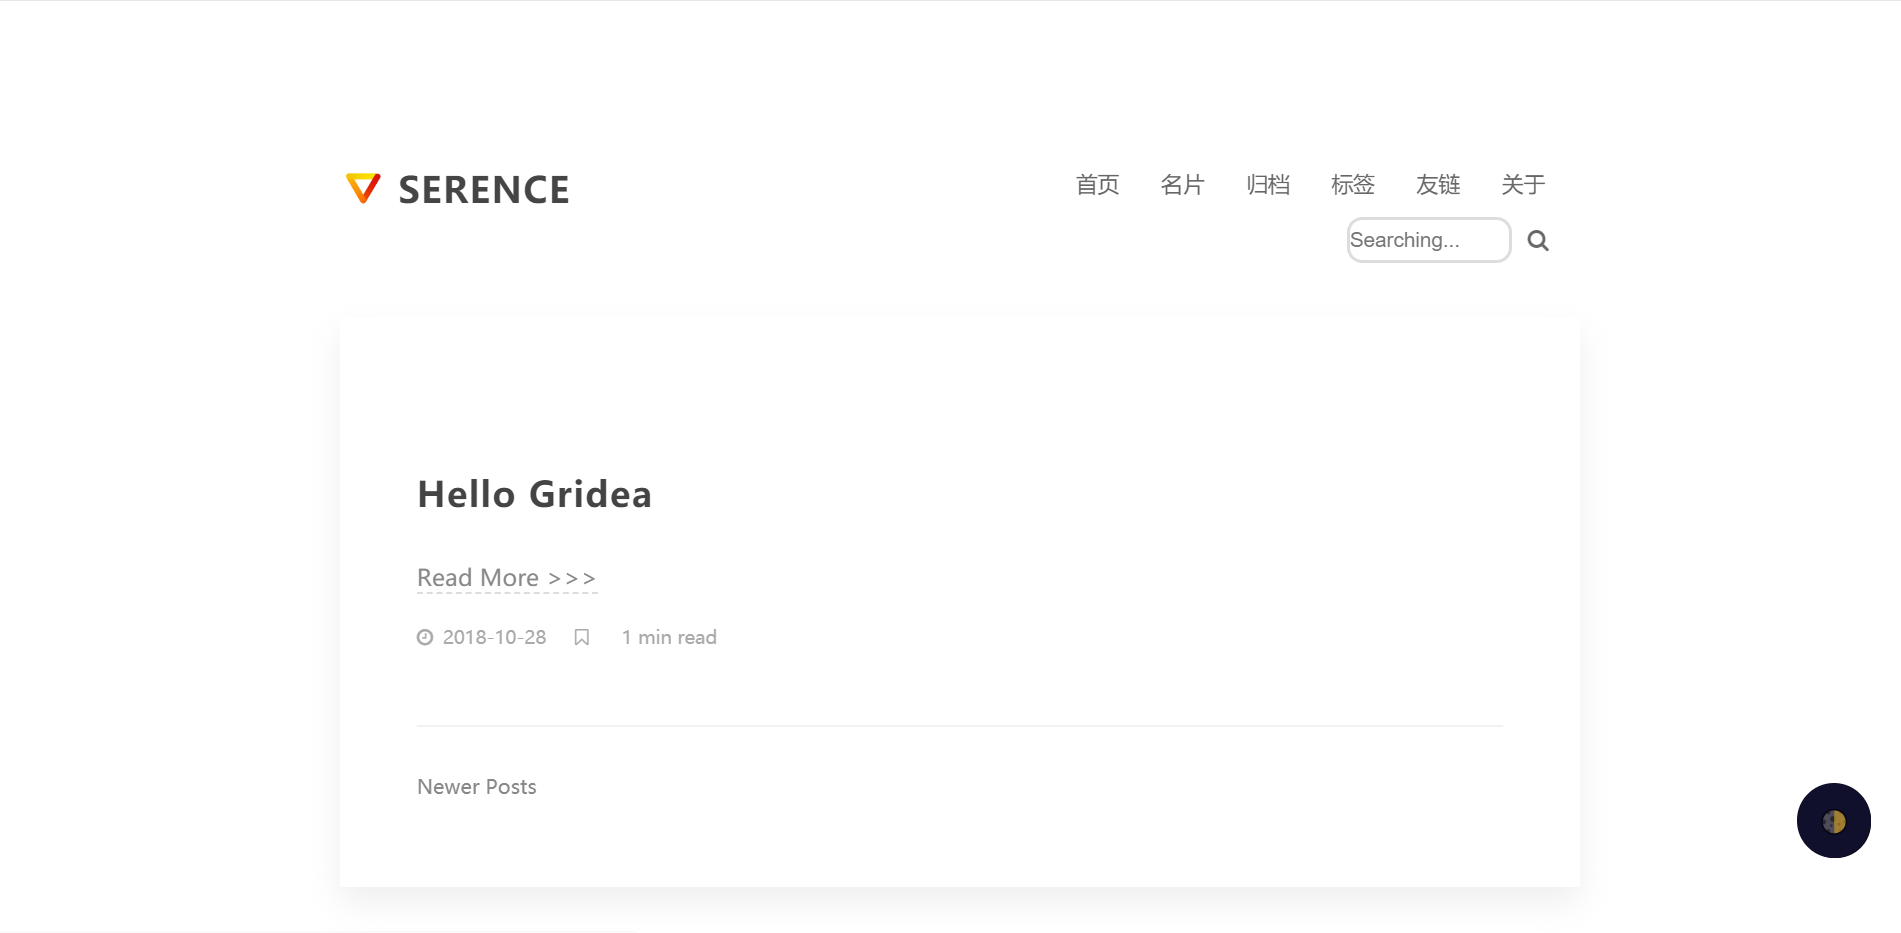 SERENCE
首页 名片 归档 标签 友链 关于
Searching...
Hello Gridea
Read More >>>
2018-10-28 1 min read
Newer Posts